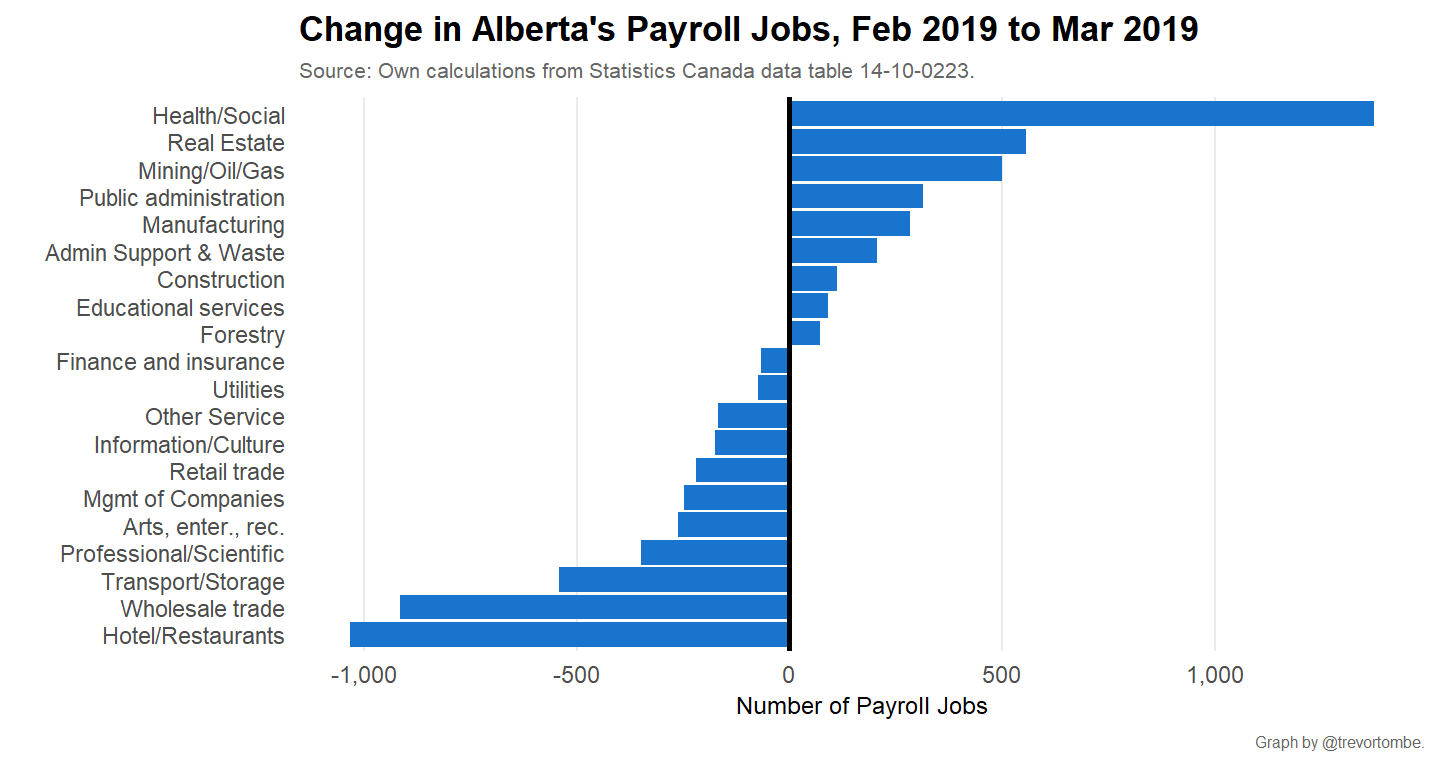 Change in Alberta's Payroll Jobs, Feb 2019 to Mar 2019
Source: Own calculations from Statistics Canada data table 14-10-0223.
Health/Social
Real Estate
Mining/Oil/Gas
Public administration
Manufacturing
Admin Support & Waste
Construction
Educational services
Forestry
Finance and insurance
Utilities
Other Service
Information/Culture
Retail trade
Mgmt of Companies
Arts, enter., rec.
Professional/Scientific
Transport/Storage
Wholesale trade
Hotel/Restaurants
-1,000 -500 0 500 1,000
Number of Payroll Jobs
Graph by @trevortombe.